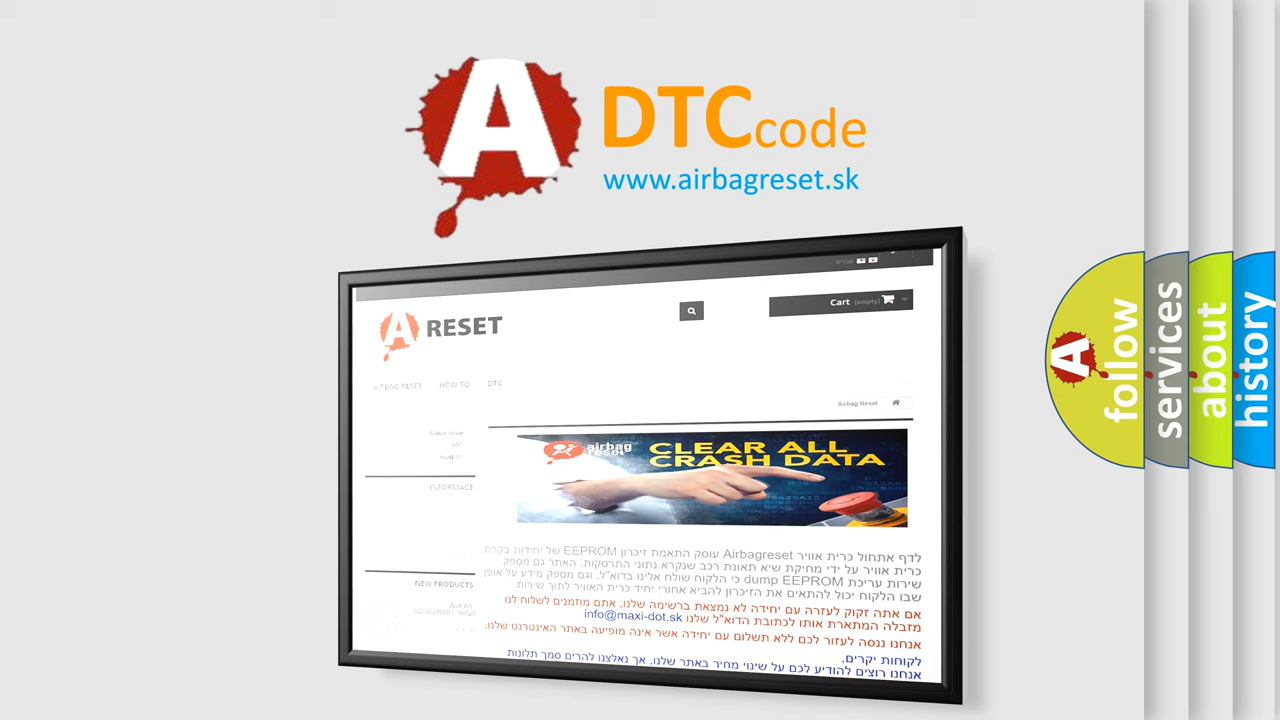 A
DTCcode
www.airbagreset.sk
עברית
Cart (empty)
A RESET
AIRBAG RESET HOW TO DTC
Airbag Reset
Airbag Reset
HOW TO
INFORMACE
airbag
reset
CLEAR ALL
CRASH DATA
לדף אתחול כרית אוויר Airbagreset עוסק התאמת זיכרון EEPROM של יחידות בקרת
כרית אוויר על ידי מחיקת שיא תאונת רכב שנקרא נתוני התרסקות. האתר גם מספק
שירות עריכת dump EEPROM כי הלקוח שולח אלינו בדוא"ל, וגם מספק מידע על אופן
שבו הלקוח יכול להתאים את הזיכרון להביא אחורי יחיד כרית האוויר לתוך שירות.
אם אתה זקוק לעזרה עם יחידה לא נמצאת ברשימה שלנו, אתם מוזמנים לשלוח לנו
מזבלה המתארת אותו לכתובת הדוא"ל שלנו info@maxi-dot.sk
אנחנו ננסה לעזור לכם ללא תשלום עם יחידה אשר אינה מופיעה באתר האינטרנט שלנו.
לקוחות יקרים,
אנחנו רוצים להודיע לכם על שינוי מחיר באתר שלנו, אך נאלצנו להרים סמך תלונות
NEW PRODUCTS
Audi A3
A follow
services
about
history